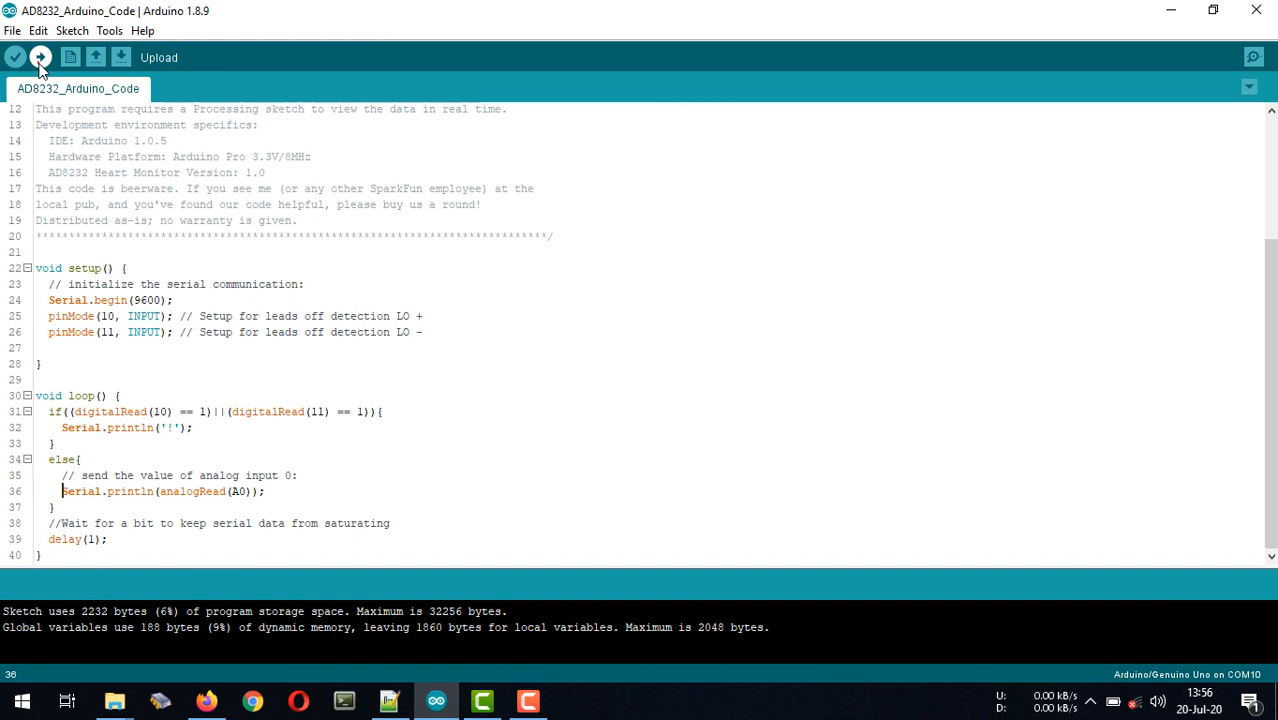 AD8232_Arduino_Code | Arduino 1.8.9
File Edit Sketch Tools Help
Upload
AD8232_Arduino_Code
12 This program requires a Processing sketch to view the data in real time.
13 Development environment specifics:
14 IDE: Arduino 1.0.5
15 Hardware Platform: Arduino Pro 3.3V/8MHz
16 AD8232 Heart Monitor Version: 1.0
17 This code is beerware. If you see me (or any other SparkFun employee) at the
18 local pub, and you've found our code helpful, please buy us a round!
19 Distributed as-is; no warranty is given.
20 ******************************************************************************/
21
22 void setup() {
23 // initialize the serial communication:
24 Serial.begin(9600);
25 pinMode(10, INPUT); // Setup for leads off detection LO +
26 pinMode(11, INPUT); // Setup for leads off detection LO -
27
28 }
29
30 void loop() {
31 if((digitalRead(10) == 1)||(digitalRead(11) == 1)){
32 Serial.println('!');
33 }
34 else{
35 // send the value of analog input 0:
36 Serial.println(analogRead(A0));
37 }
38 //Wait for a bit to keep serial data from saturating
39 delay(1);
40 }
Sketch uses 2232 bytes (6%) of program storage space. Maximum is 32256 bytes.
Global variables use 188 bytes (9%) of dynamic memory, leaving 1860 bytes for local variables. Maximum is 2048 bytes.
36 Arduino/Genuino Uno on COM10
U: 0.00 kB/s
D: 0.00 kB/s
13:56
20-Jul-20
1